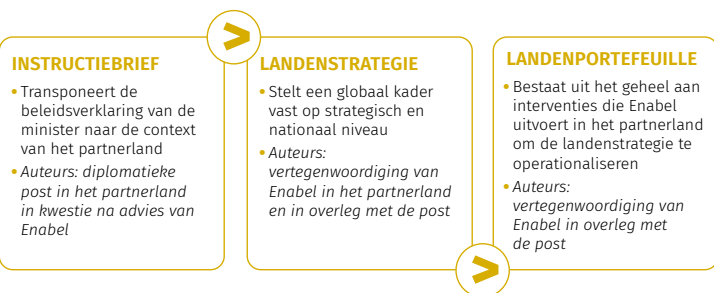 >
INSTRUCTIEBRIEF
• Transponeert de
beleidsverklaring van de
minister naar de context
van het partnerland
• Auteurs: diplomatieke
post in het partnerland
in kwestie na advies van
Enabel
LANDENSTRATEGIE
• Stelt een globaal kader
vast op strategisch en
nationaal niveau
• Auteurs:
vertegenwoordiging van
Enabel in het partnerland
en in overleg met de post
>
LANDENPORTEFEUILLE
• Bestaat uit het geheel aan
interventies die Enabel
uitvoert in het partnerland
om de landenstrategie te
operationaliseren
• Auteurs:
vertegenwoordiging van
Enabel in overleg met
de post